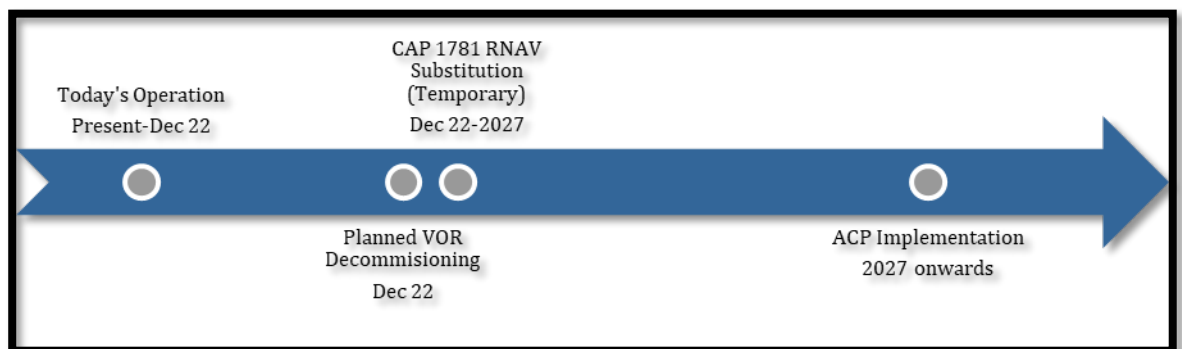 Today's Operation
Present-Dec 22
CAP 1781 RNAV
Substitution
(Temporary)
Dec 22-2027
Planned VOR
Decommisioning
Dec 22
ACP Implementation
2027 onwards